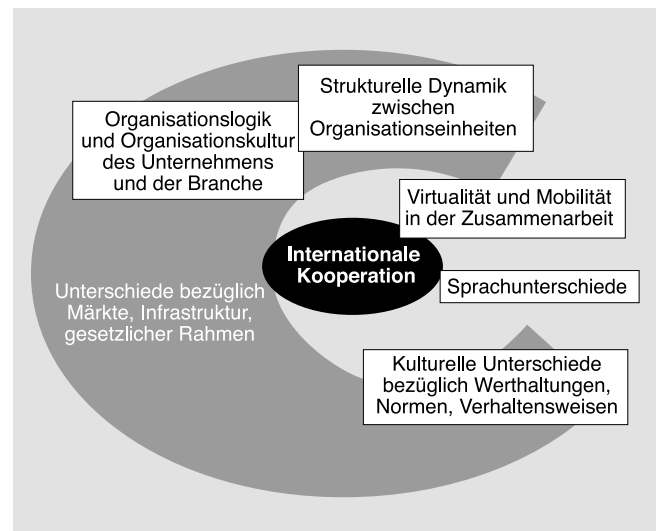 Strukturelle Dynamik
zwischen
Organisationseinheiten
Organisationslogik
und Organisationskultur
des Unternehmens
und der Branche
Virtualität und Mobilität
in der Zusammenarbeit
Internationale
Kooperation
Sprachunterschiede
Unterschiede bezüglich
Märkte, Infrastruktur,
gesetzlicher Rahmen
Kulturelle Unterschiede
bezüglich Werthaltungen,
Normen, Verhaltensweisen